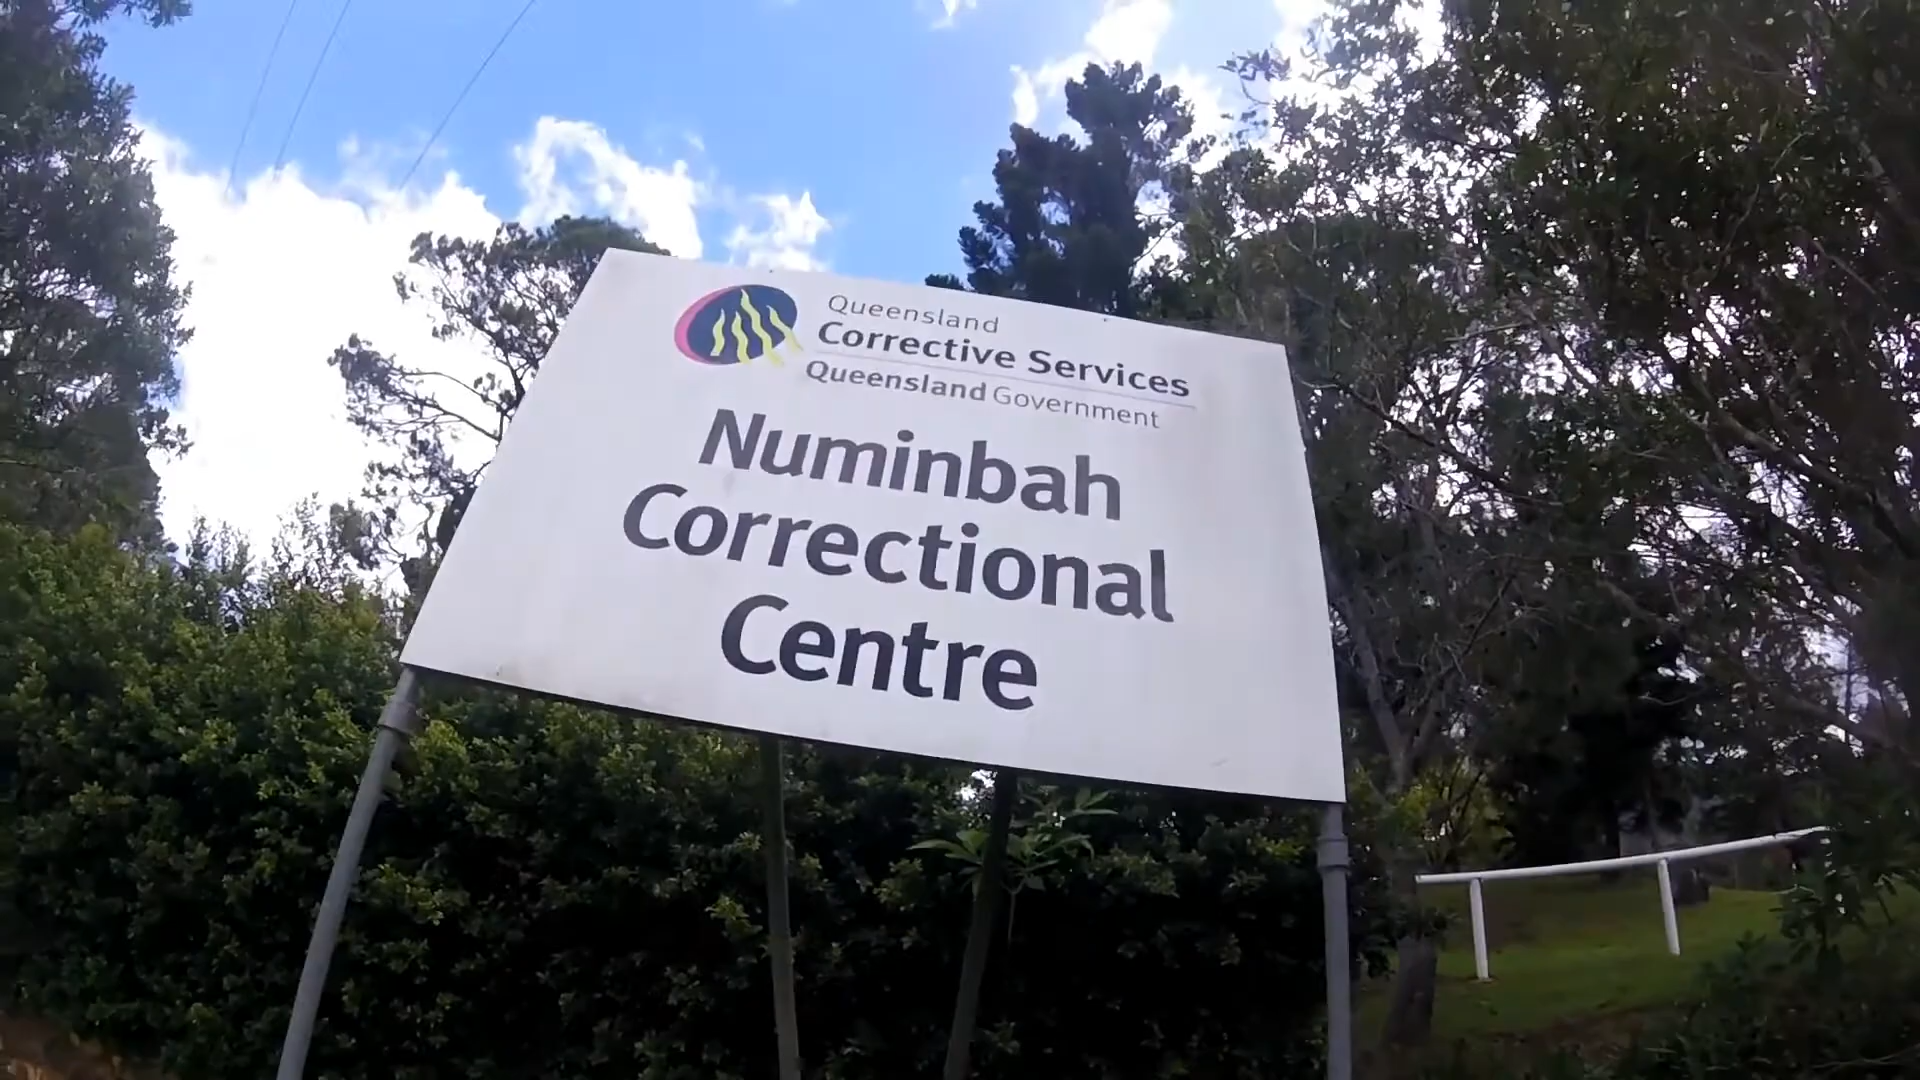 Queensland
Corrective Services
Queensland Government
Numinbah
Correctional
Centre